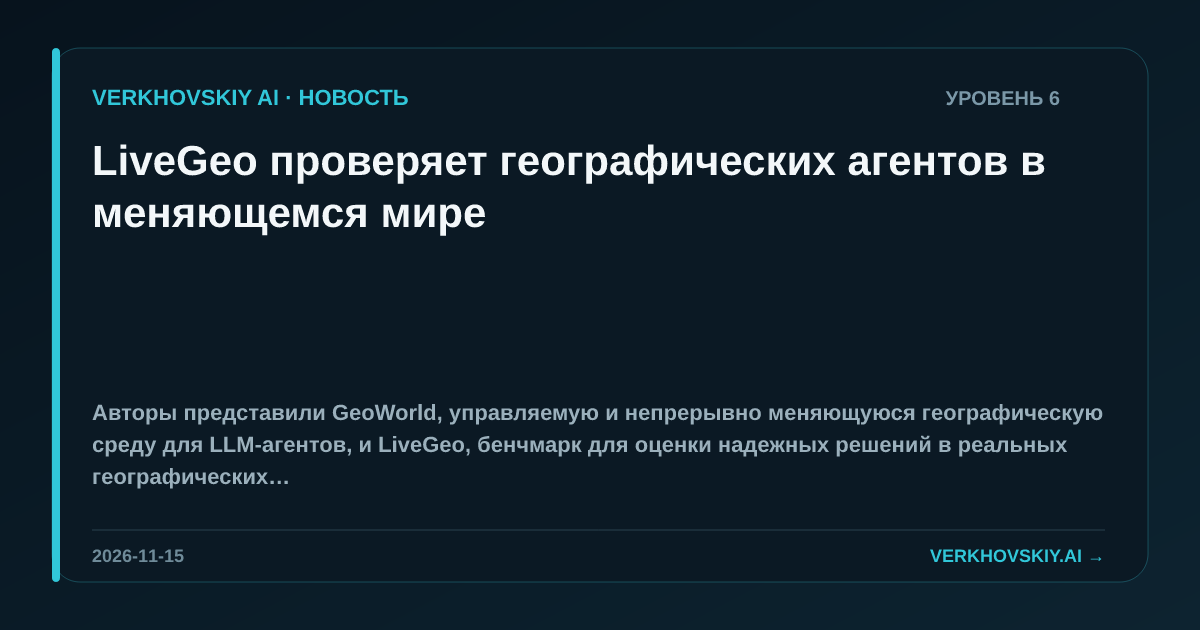 VERKHOVSKIY AI · НОВОСТЬ
УРОВЕНЬ 6
LiveGeo проверяет географических агентов в
меняющемся мире
Авторы представили GeoWorld, управляемую и непрерывно меняющуюся географическую
среду для LLM-агентов, и LiveGeo, бенчмарк для оценки надежных решений в реальных
географических…
2026-11-15
VERKHOVSKIY.AI →